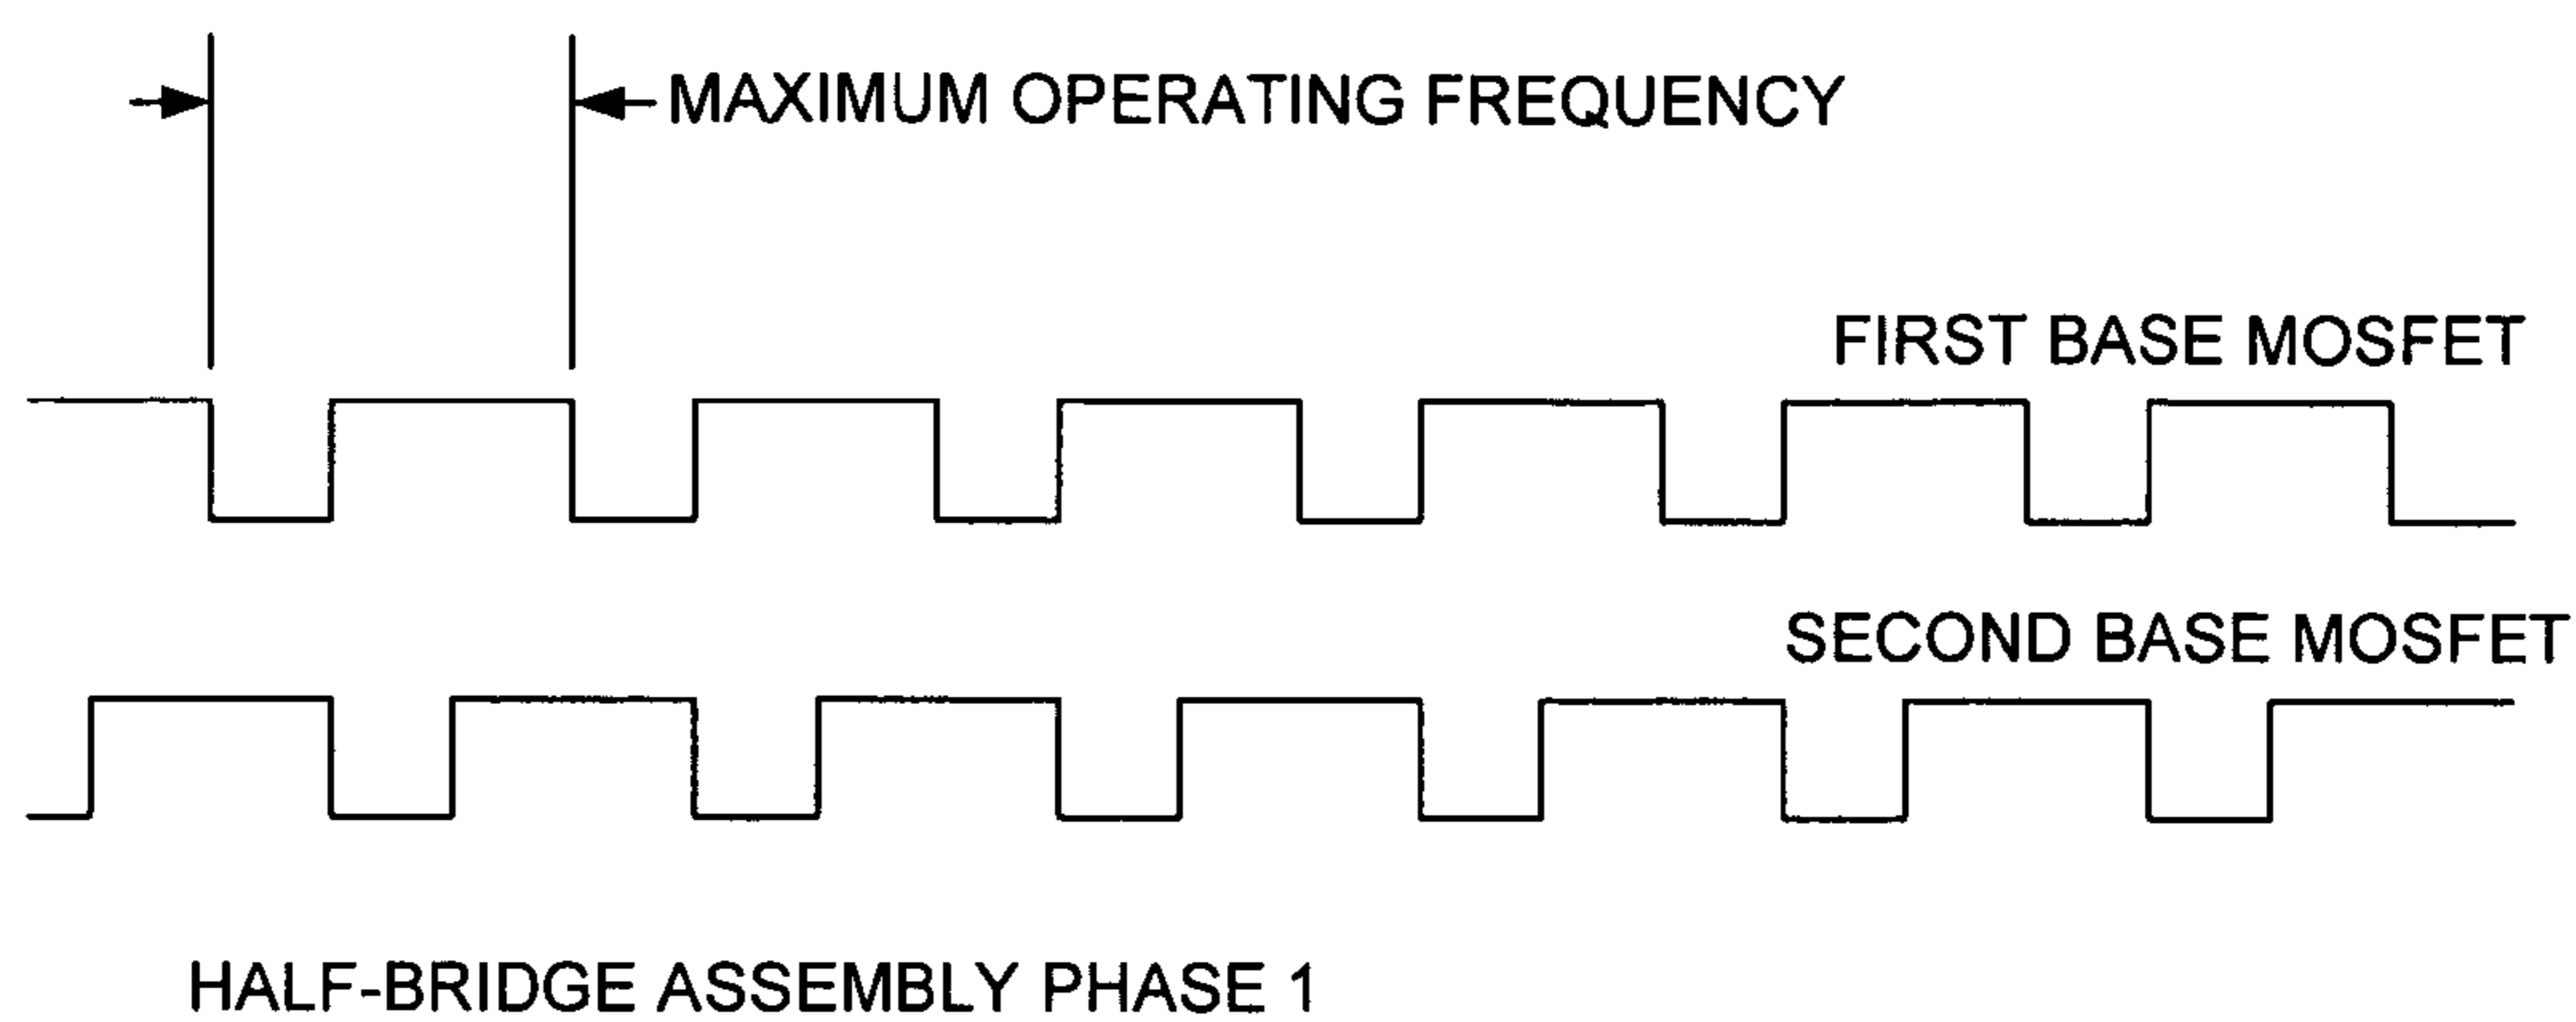 MAXIMUM OPERATING FREQUENCY
FIRST BASE MOSFET
SECOND BASE MOSFET
HALF-BRIDGE ASSEMBLY PHASE 1